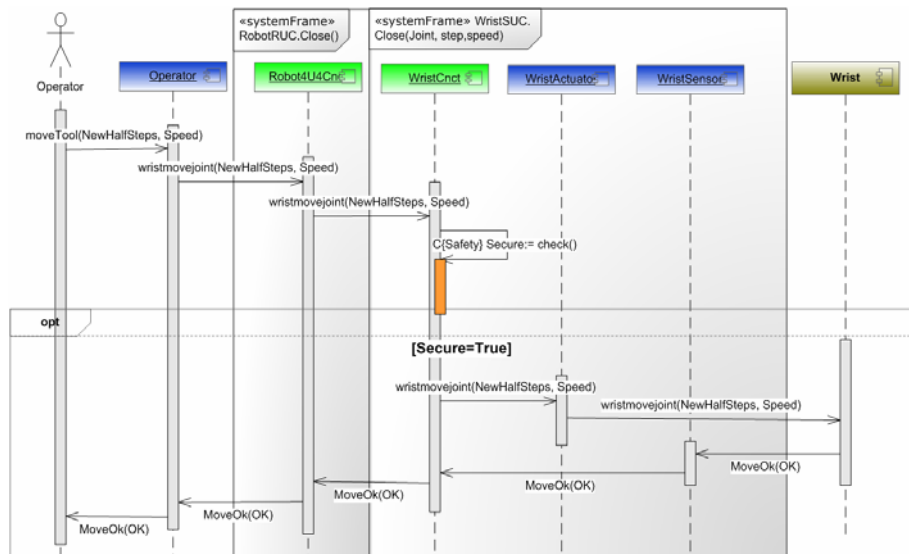 «systemFrame»
RobotRUC.Close()
«systemFrame» WristSUC.
Close(Joint, step,speed)
Operator
Operator
Robot4U4Cnc
WristCnct
WristActuato
WristSensor
Wrist
moveTool(NewHalfSteps, Speed)
wristmovejoint(NewHalfSteps, Speed)
wristmovejoint(NewHalfSteps, Speed)
C{Safety} Secure:= check()
opt
[Secure=True]
wristmovejoint(NewHalfSteps, Speed)
wristmovejoint(NewHalfSteps, Speed)
MoveOk(OK)
MoveOk(OK)
MoveOk(OK)
MoveOk(OK)
MoveOk(OK)